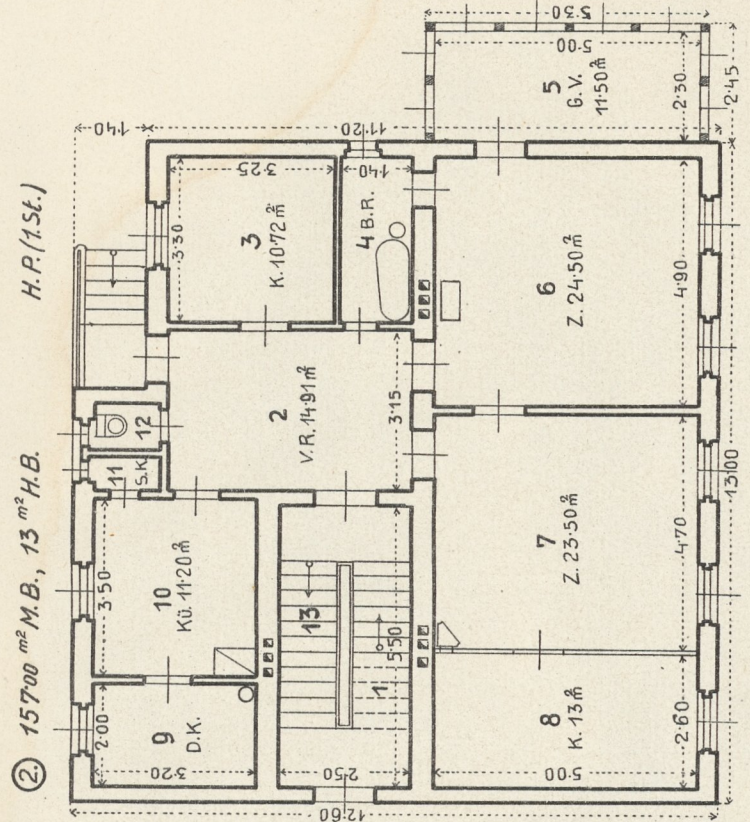 ② 157·00 m² M.B., 13 m² H.B.
H.P. (1. St.)
5·30
5·00
5
G.V.
11·50 m²
2·30
2·45
1·40
11·20
3·25
3·30
3
K. 10·72 m²
1·40
4 B.R.
6
Z. 24·50 m²
4·90
2
V.R. 14·91 m²
3·15
12
11
S.K.
10
Kü. 11·20 m²
3·50
7
Z. 23·50 m²
4·70
13·00
13
1
5·50
2·50
9
D.K.
2·00
3·20
8
K. 13 m²
2·60
5·00
12·60